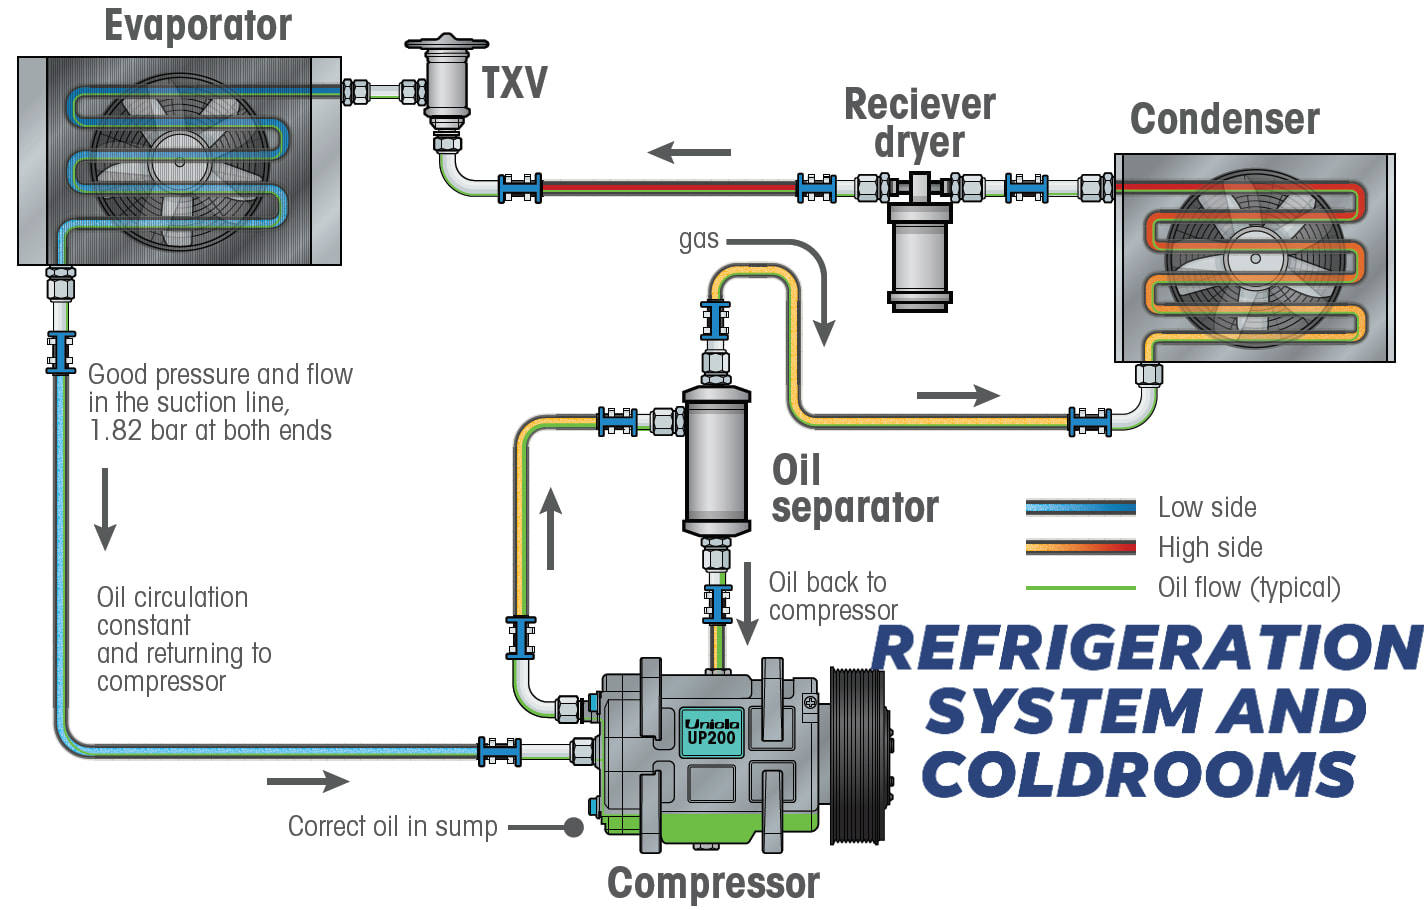 Evaporator
TXV
Reciever
dryer
Condenser
gas
Good pressure and flow
in the suction line,
1.82 bar at both ends
Oil
separator
Low side
High side
Oil flow (typical)
Oil circulation
constant
and returning to
compressor
Oil back to
compressor
REFRIGERATION
SYSTEM AND
COLDROOMS
Unicla
UP200
Correct oil in sump
Compressor